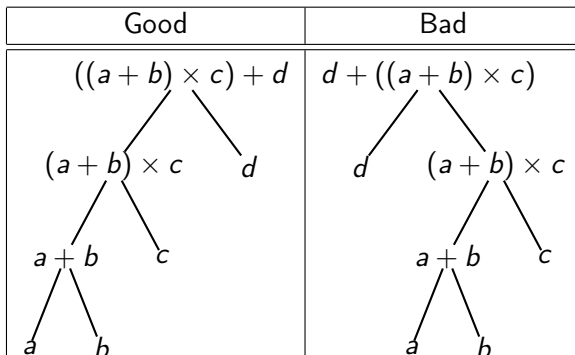 Good Bad
((a + b) × c) + d d + ((a + b) × c)
(a + b) × c d d (a + b) × c
a + b c a + b c
a b a b